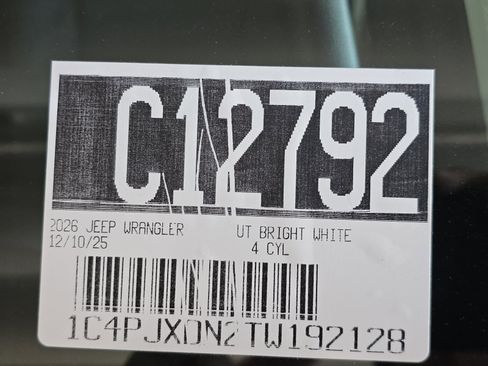 C12792
2026 JEEP WRANGLER UT BRIGHT WHITE
12/10/25 4 CYL
1C4PJXDN2TW192128